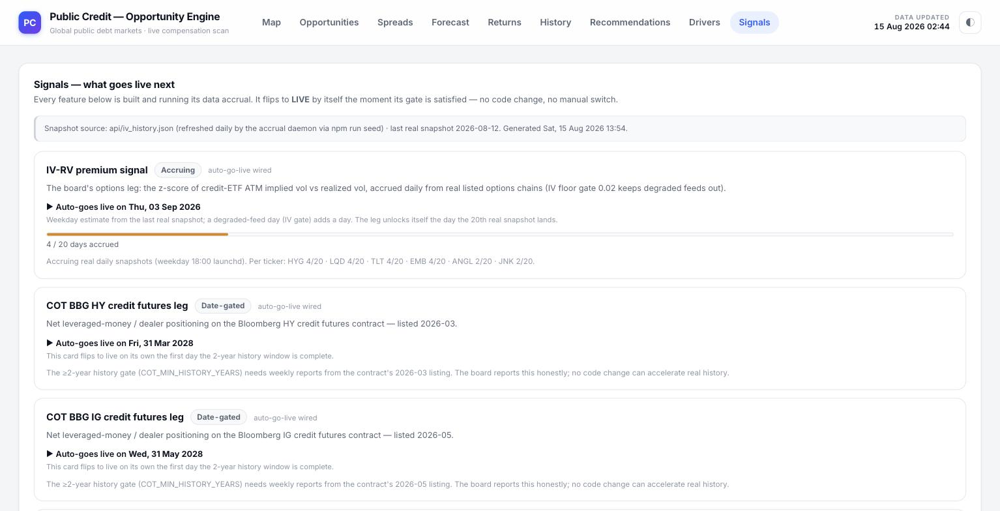 PC
Public Credit — Opportunity Engine
Global public debt markets · live compensation scan
Map Opportunities Spreads Forecast Returns History Recommendations Drivers Signals
DATA UPDATED
15 Aug 2026 02:44
Signals — what goes live next
Every feature below is built and running its data accrual. It flips to LIVE by itself the moment its gate is satisfied — no code change, no manual switch.
Snapshot source: api/iv_history.json (refreshed daily by the accrual daemon via npm run seed) · last real snapshot 2026-08-12. Generated Sat, 15 Aug 2026 13:54.
IV-RV premium signal Accruing auto-go-live wired
The board's options leg: the z-score of credit-ETF ATM implied vol vs realized vol, accrued daily from real listed options chains (IV floor gate 0.02 keeps degraded feeds out).
▶ Auto-goes live on Thu, 03 Sep 2026
Weekday estimate from the last real snapshot; a degraded-feed day (IV gate) adds a day. The leg unlocks itself the day the 20th real snapshot lands.
4 / 20 days accrued
Accruing real daily snapshots (weekday 18:00 launchd). Per ticker: HYG 4/20 · LQD 4/20 · TLT 4/20 · EMB 4/20 · ANGL 2/20 · JNK 2/20.
COT BBG HY credit futures leg Date-gated auto-go-live wired
Net leveraged-money / dealer positioning on the Bloomberg HY credit futures contract — listed 2026-03.
▶ Auto-goes live on Fri, 31 Mar 2028
This card flips to live on its own the first day the 2-year history window is complete.
The ≥2-year history gate (COT_MIN_HISTORY_YEARS) needs weekly reports from the contract's 2026-03 listing. The board reports this honestly; no code change can accelerate real history.
COT BBG IG credit futures leg Date-gated auto-go-live wired
Net leveraged-money / dealer positioning on the Bloomberg IG credit futures contract — listed 2026-05.
▶ Auto-goes live on Wed, 31 May 2028
This card flips to live on its own the first day the 2-year history window is complete.
The ≥2-year history gate (COT_MIN_HISTORY_YEARS) needs weekly reports from the contract's 2026-05 listing. The board reports this honestly; no code change can accelerate real history.